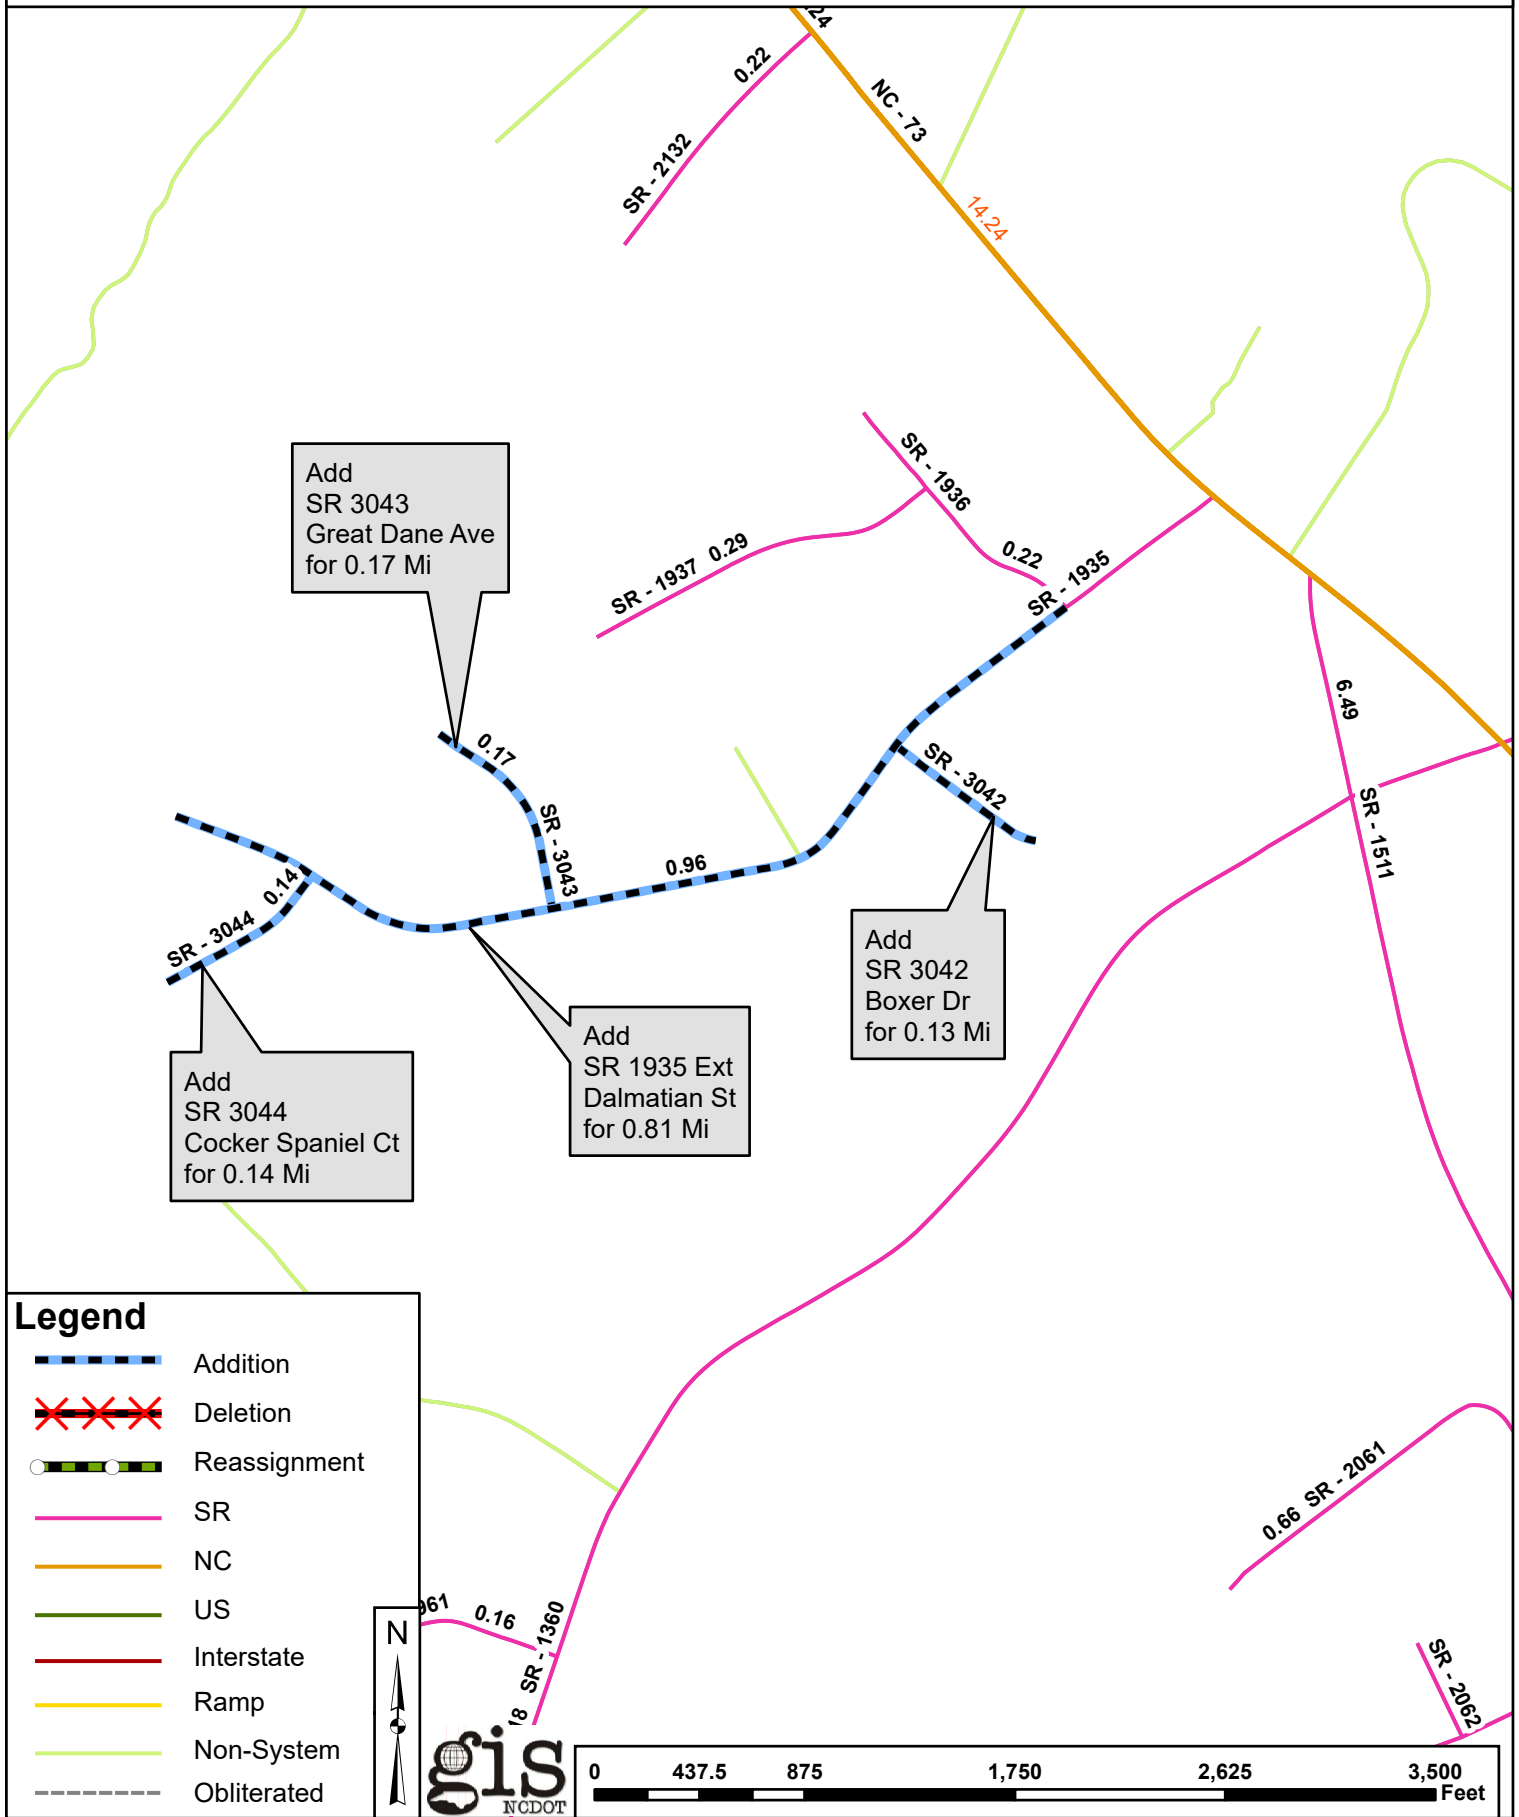 24
0.22
NC - 73
SR - 2132
14.24
SR - 1936
Add
SR 3043
Great Dane Ave
for 0.17 Mi
0.29
SR - 1937
0.22
SR - 1935
6.49
0.17
SR - 3042
SR - 3043
SR - 1511
0.96
0.14
SR - 3044
Add
SR 3042
Boxer Dr
for 0.13 Mi
Add
SR 1935 Ext
Dalmatian St
for 0.81 Mi
Add
SR 3044
Cocker Spaniel Ct
for 0.14 Mi
Legend
Addition
Deletion
Reassignment
SR
NC
US
Interstate
Ramp
Non-System
Obliterated
0.66 SR - 2061
961
0.16
SR - 1360
18
SR - 2062
N
gis
NCDOT
0 437.5 875 1,750 2,625 3,500
Feet